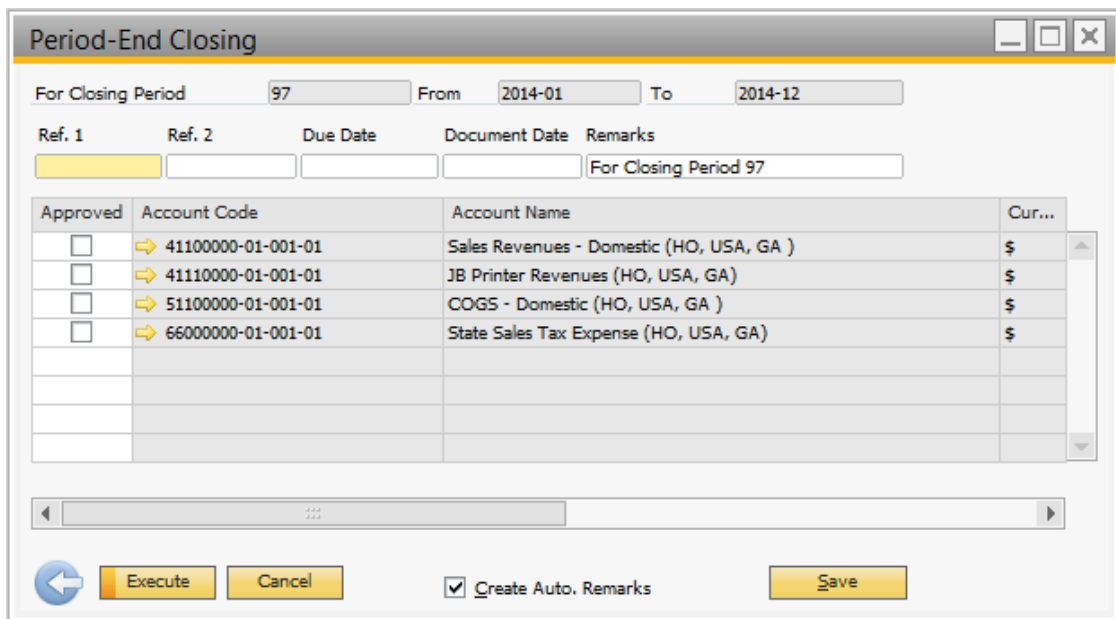 Period-End Closing
For Closing Period 97 From 2014-01 To 2014-12
Ref. 1 Ref. 2 Due Date Document Date Remarks
For Closing Period 97
Approved Account Code Account Name Cur...
41100000-01-001-01 Sales Revenues - Domestic (HO, USA, GA ) $
41110000-01-001-01 JB Printer Revenues (HO, USA, GA) $
51100000-01-001-01 COGS - Domestic (HO, USA, GA ) $
66000000-01-001-01 State Sales Tax Expense (HO, USA, GA) $
Execute Cancel Create Auto. Remarks Save